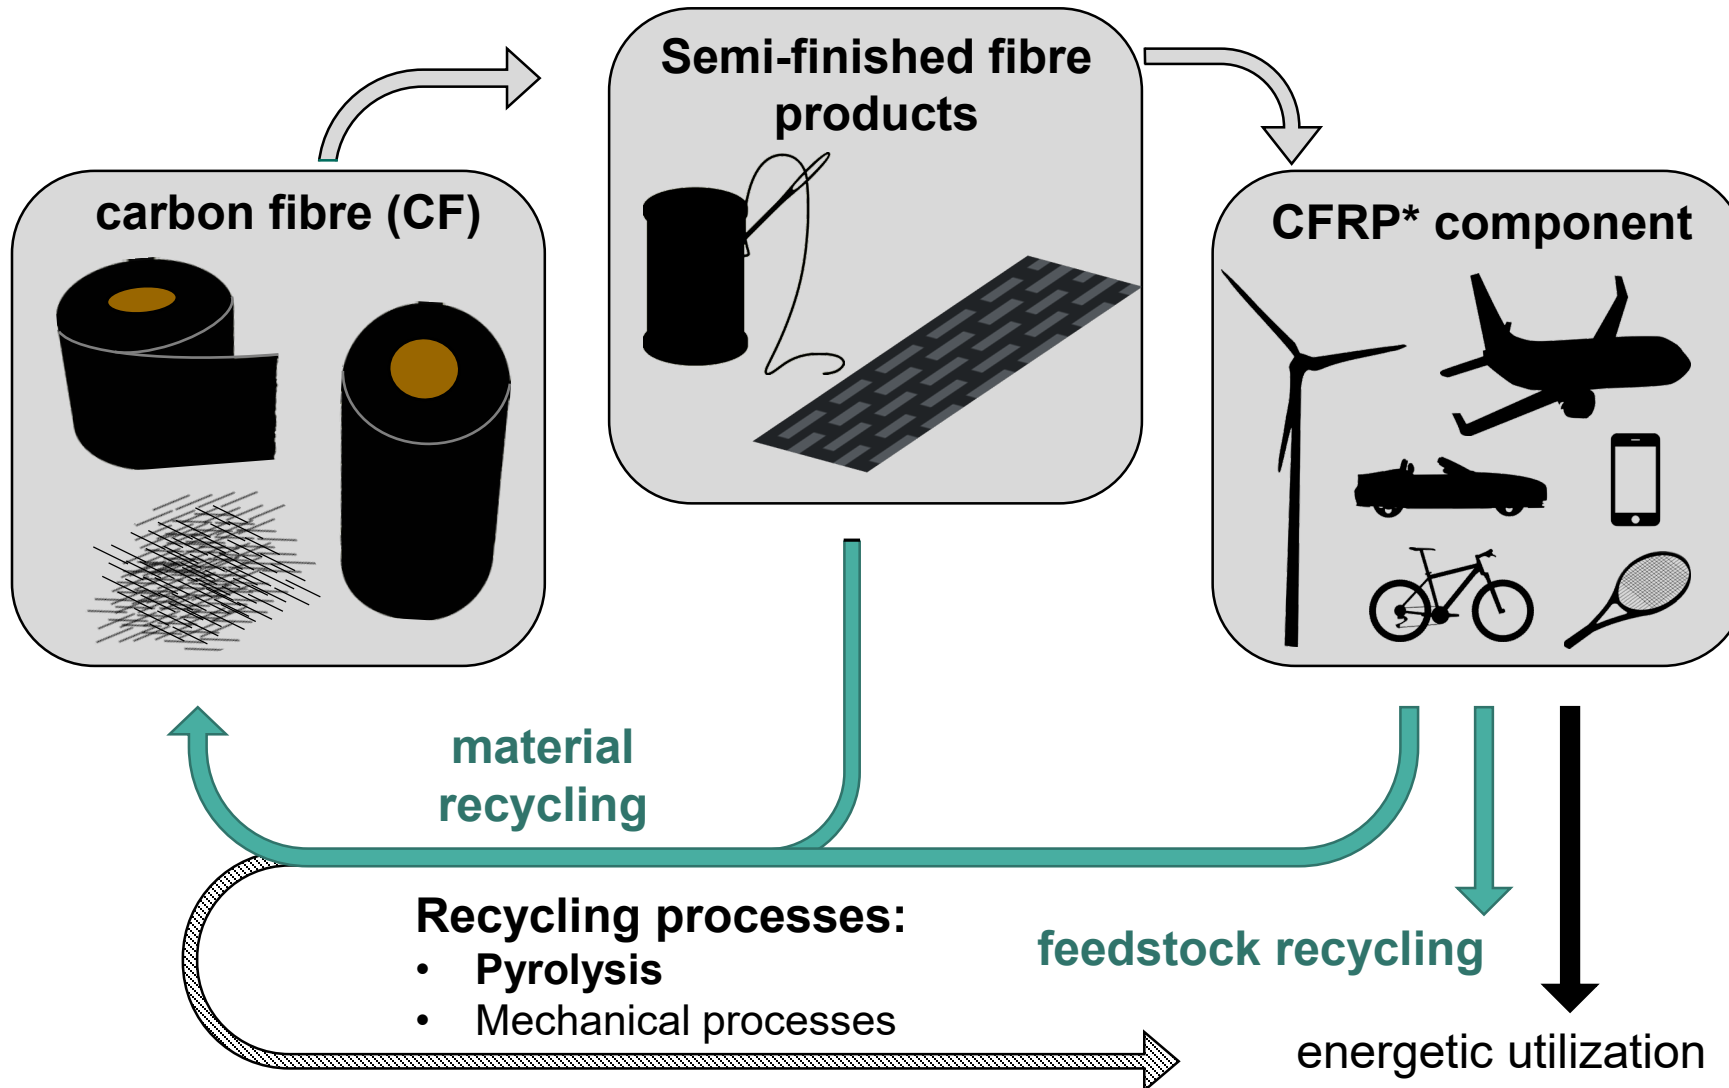 Semi-finished fibre
products
carbon fibre (CF)
CFRP* component
material
recycling
Recycling processes:
• Pyrolysis
• Mechanical processes
feedstock recycling
energetic utilization